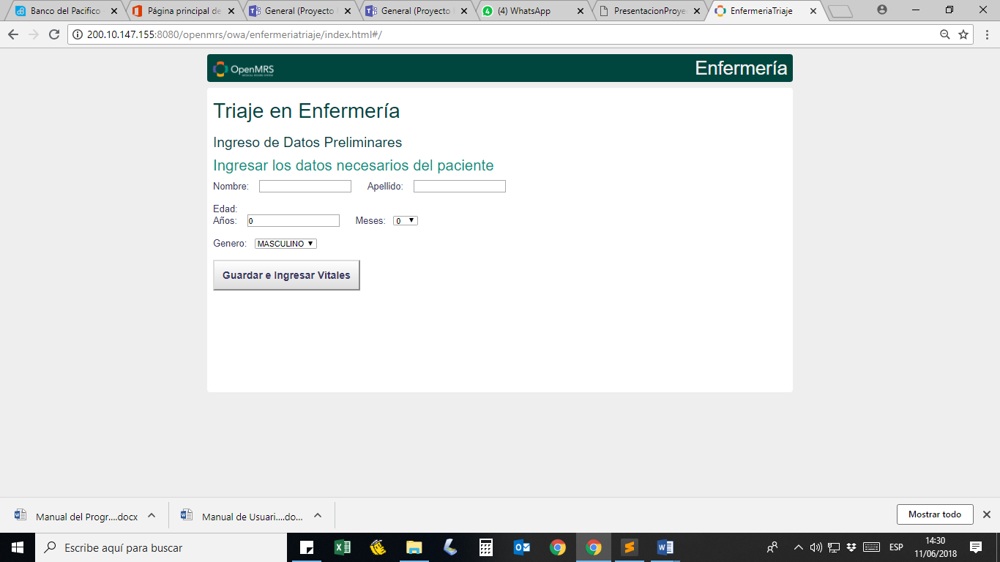 Banco del Pacifico -
Página principal de
General (Proyecto
General (Proyecto
(4) WhatsApp
PresentacionProye
EnfermeriaTriaje
200.10.147.155:8080/openmrs/owa/enfermeriatriaje/index.html#/
OpenMRS
Enfermería
Triaje en Enfermería
Ingreso de Datos Preliminares
Ingresar los datos necesarios del paciente
Nombre: Apellido:
Edad:
Años: 0 Meses: 0
Genero: MASCULINO
Guardar e Ingresar Vitales
Manual del Progr....docx
Manual de Usuari....do...
Mostrar todo
Escribe aquí para buscar
ESP
14:30
11/06/2018